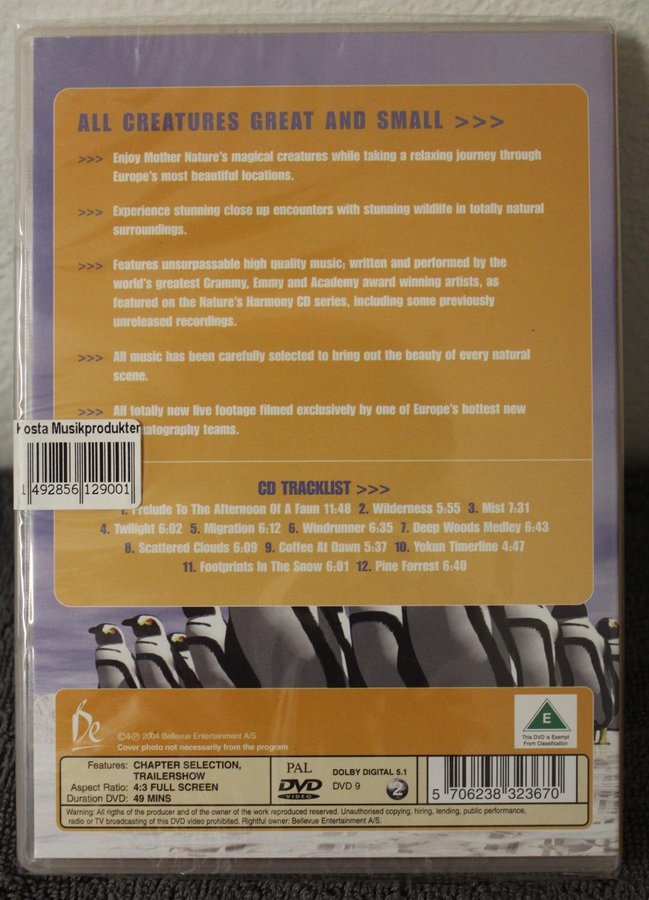 ALL CREATURES GREAT AND SMALL >>>
>>> Enjoy Mother Nature's magical creatures while taking a relaxing journey through
Europe's most beautiful locations.
>>> Experience stunning close up encounters with stunning wildlife in totally natural
surroundings.
>>> Features unsurpassable high quality music; written and performed by the
world's greatest Grammy, Emmy and Academy award winning artists, as
featured on the Nature's Harmony CD series, including some previously
unreleased recordings.
>>> All music has been carefully selected to bring out the beauty of every natural
scene.
>>> All totally new live footage filmed exclusively by one of Europe's hottest new
matography teams.
Kosta Musikprodukter
1 492856 129001
CD TRACKLIST >>>
1. Prelude To The Afternoon Of A Faun 11:48 2. Wilderness 5:55 3. Mist 7:31
4. Twilight 6:02 5. Migration 6:12 6. Windrunner 6:35 7. Deep Woods Medley 6:43
8. Scattered Clouds 6:09 9. Coffee At Dawn 5:37 10. Yokun Timerline 4:47
11. Footprints In The Snow 6:01 12. Pine Forrest 6:40
Be
©&℗ 2004 Bellevue Entertainment A/S
Cover photo not necessarily from the program
E
This DVD is Exempt
From Classification
Features: CHAPTER SELECTION,
TRAILERSHOW
Aspect Ratio: 4:3 FULL SCREEN
Duration DVD: 49 MINS
PAL
DVD
VIDEO
DOLBY DIGITAL 5.1
DVD 9
2
5 706238 323670
Warning: All rigths of the producer and of the owner of the work reproduced reserved. Unauthorised copying, hiring, lending, public performance,
radio or TV broadcasting of this DVD video prohibited. Rightful owner: Bellevue Entertainment A/S.